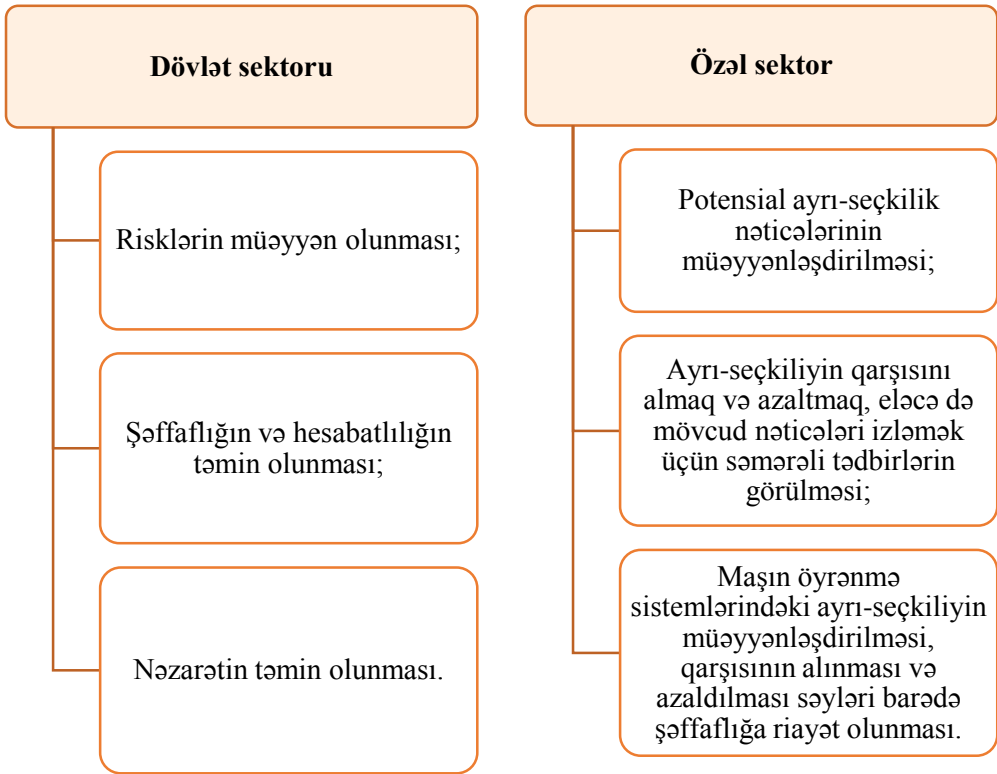 Dövlət sektoru
Risklərin müəyyən olunması;
Şəffaflığın və hesabatlılığın
təmin olunması;
Nəzarətin təmin olunması.
Özəl sektor
Potensial ayrı-seçkilik
nəticələrinin
müəyyənləşdirilməsi;
Ayrı-seçkiliyin qarşısını
almaq və azaltmaq, eləcə də
mövcud nəticələri izləmək
üçün səmərəli tədbirlərin
görülməsi;
Maşın öyrənmə
sistemlərindəki ayrı-seçkiliyin
müəyyənləşdirilməsi,
qarşısının alınması və
azaldılması səyləri barədə
şəffaflığa riayət olunması.